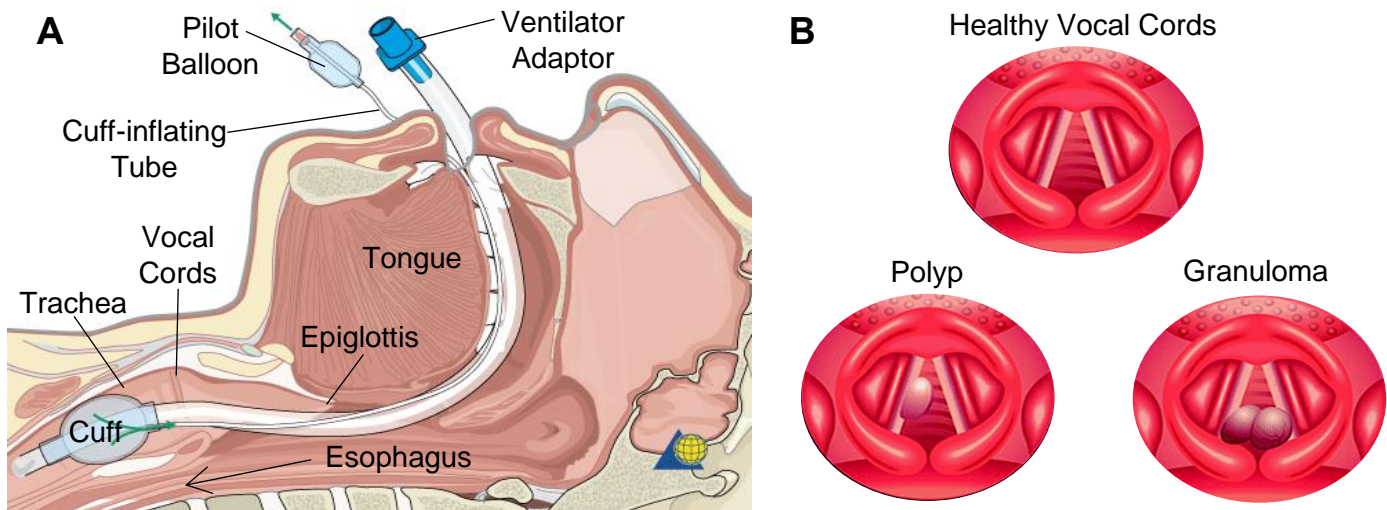 A
Pilot
Balloon
Ventilator
Adaptor
Cuff-inflating
Tube
Vocal
Cords
Tongue
Trachea
Epiglottis
Cuff
Esophagus
B
Healthy Vocal Cords
Polyp
Granuloma